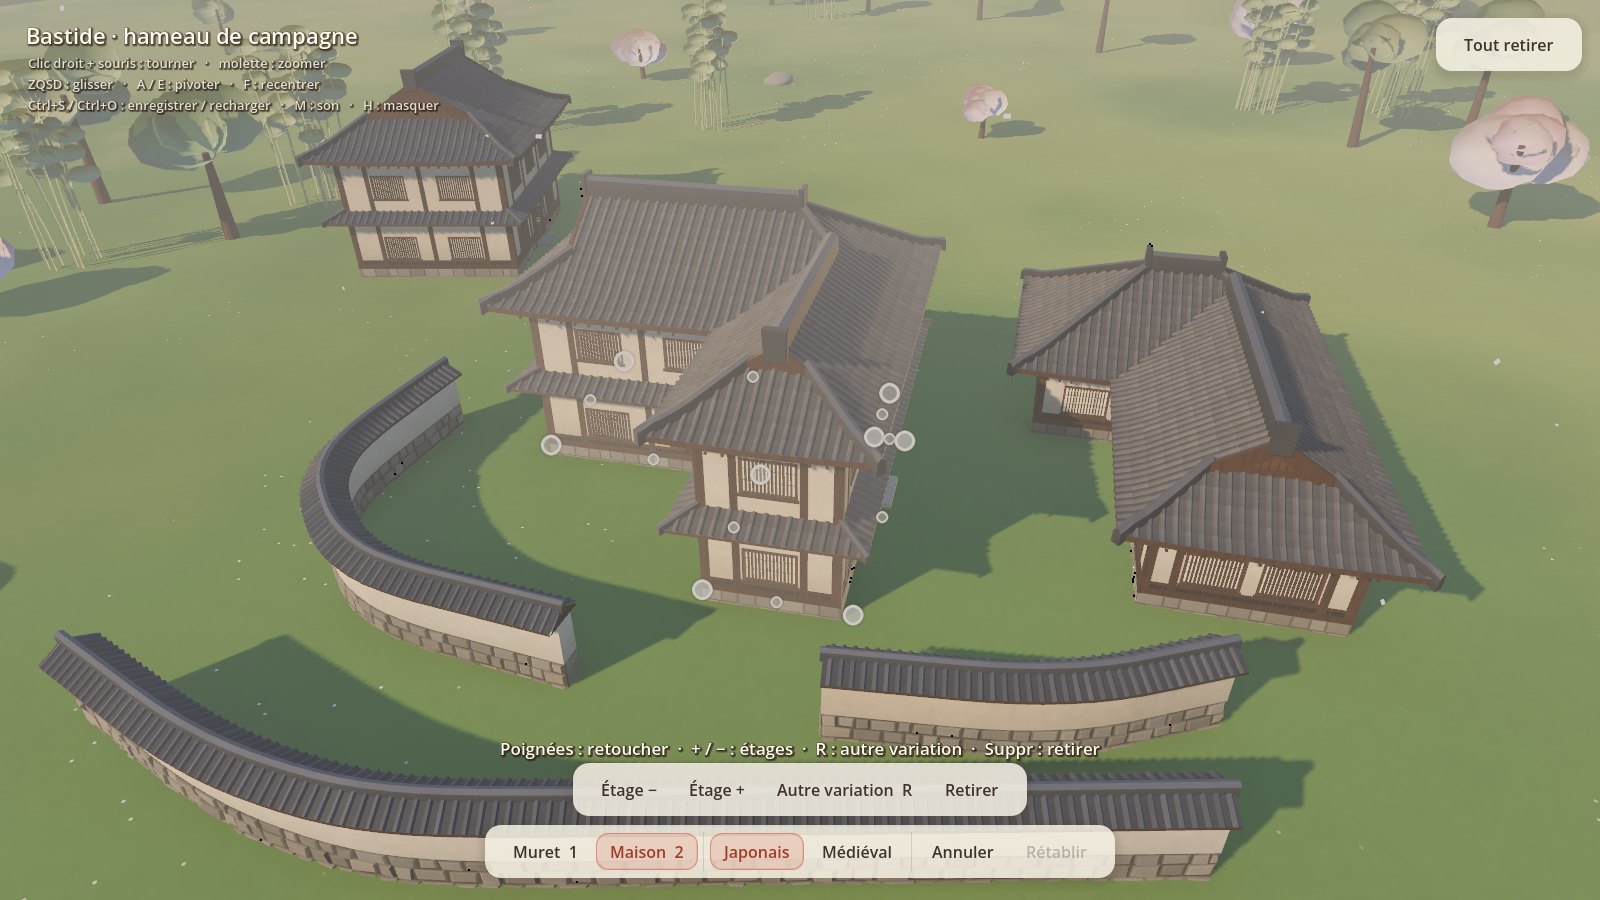 Bastide · hameau de campagne
Clic droit + souris : tourner · molette : zoomer
ZQSD : glisser · A / E : pivoter · F : recentrer
Ctrl+S / Ctrl+O : enregistrer / recharger · M : son · H : masquer
Tout retirer
Poignées : retoucher · + / − : étages · R : autre variation · Suppr : retirer
Étage − Étage + Autre variation R Retirer
Muret 1 Maison 2 Japonais Médiéval Annuler Rétablir